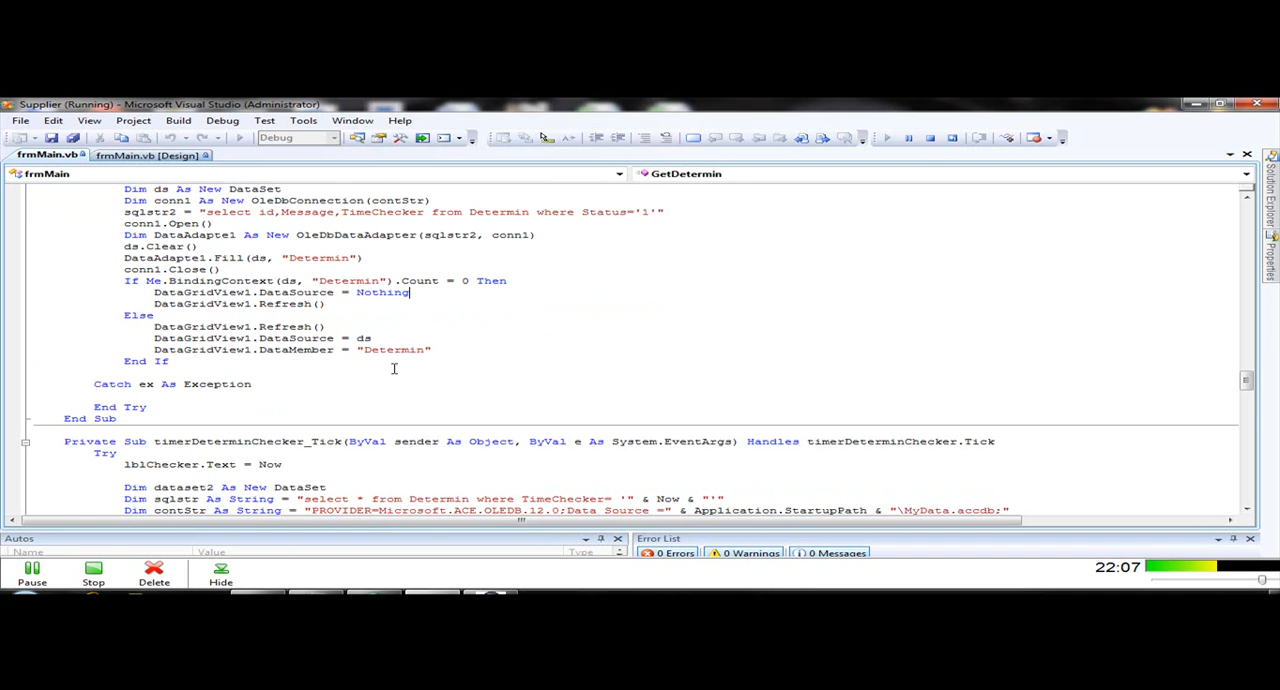 Supplier (Running) - Microsoft Visual Studio (Administrator)
File Edit View Project Build Debug Test Tools Window Help
Debug
frmMain.vb frmMain.vb [Design]
frmMain GetDetermin
Dim ds As New DataSet
Dim conn1 As New OleDbConnection(contStr)
sqlstr2 = "select id,Message,TimeChecker from Determin where Status='1'"
conn1.Open()
Dim DataAdapte1 As New OleDbDataAdapter(sqlstr2, conn1)
ds.Clear()
DataAdapte1.Fill(ds, "Determin")
conn1.Close()
If Me.BindingContext(ds, "Determin").Count = 0 Then
DataGridView1.DataSource = Nothing
DataGridView1.Refresh()
Else
DataGridView1.Refresh()
DataGridView1.DataSource = ds
DataGridView1.DataMember = "Determin"
End If
Catch ex As Exception
End Try
End Sub
Private Sub timerDeterminChecker_Tick(ByVal sender As Object, ByVal e As System.EventArgs) Handles timerDeterminChecker.Tick
Try
lblChecker.Text = Now
Dim dataset2 As New DataSet
Dim sqlstr As String = "select * from Determin where TimeChecker= '" & Now & "'"
Dim contStr As String = "PROVIDER=Microsoft.ACE.OLEDB.12.0;Data Source =" & Application.StartupPath & "\MyData.accdb;"
Solution Explorer
Properties
Autos Error List
Name Value Type 0 Errors 0 Warnings 0 Messages
Pause Stop Delete Hide 22:07